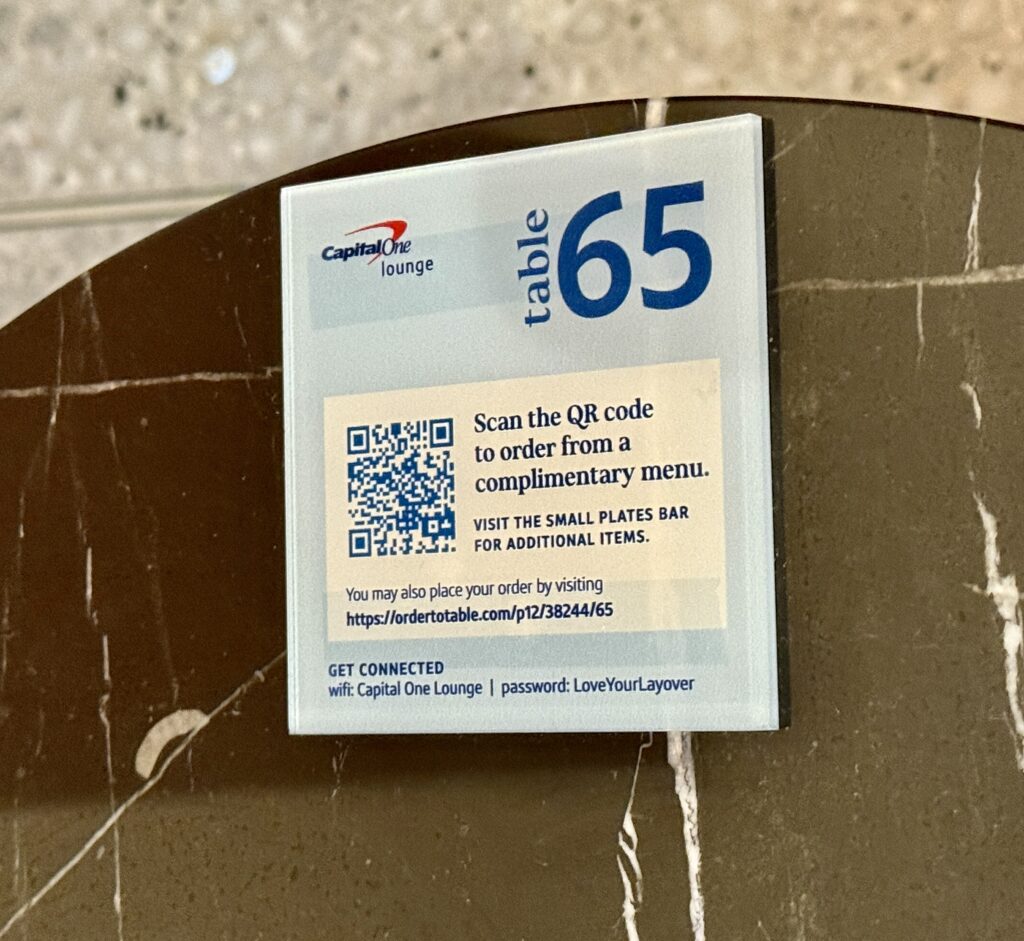 CapitalOne
lounge
table 65
Scan the QR code
to order from a
complimentary menu.
VISIT THE SMALL PLATES BAR
FOR ADDITIONAL ITEMS.
You may also place your order by visiting
https://ordertotable.com/p12/38244/65
GET CONNECTED
wifi: Capital One Lounge | password: LoveYourLayover